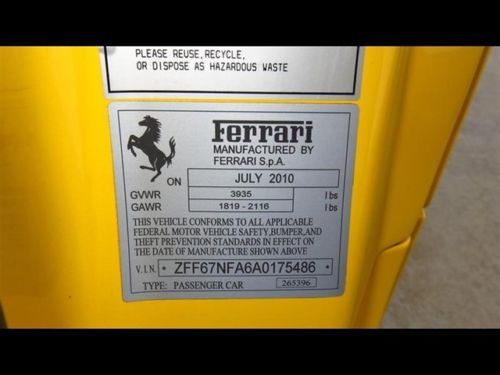 PLEASE REUSE, RECYCLE,
OR DISPOSE AS HAZARDOUS WASTE
Ferrari
MANUFACTURED BY
FERRARI S.p.A.
ON JULY 2010
GVWR 3935 lbs
GAWR 1819 - 2116 lbs
THIS VEHICLE CONFORMS TO ALL APPLICABLE
FEDERAL MOTOR VEHICLE SAFETY, BUMPER, AND
THEFT PREVENTION STANDARDS IN EFFECT ON
THE DATE OF MANUFACTURE SHOWN ABOVE
V.I.N. * ZFF67NFA6A0175486 *
TYPE: PASSENGER CAR 265396